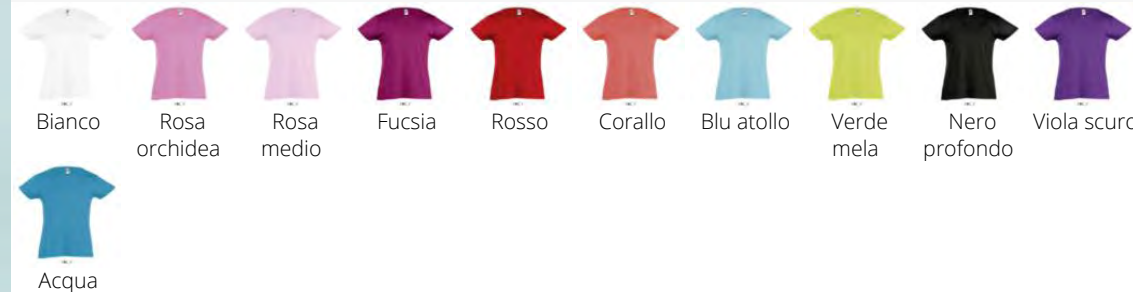 Bianco
Rosa
orchidea
Rosa
medio
Fucsia
Rosso
Corallo
Blu atollo
Verde
mela
Nero
profondo
Viola scuro
Acqua